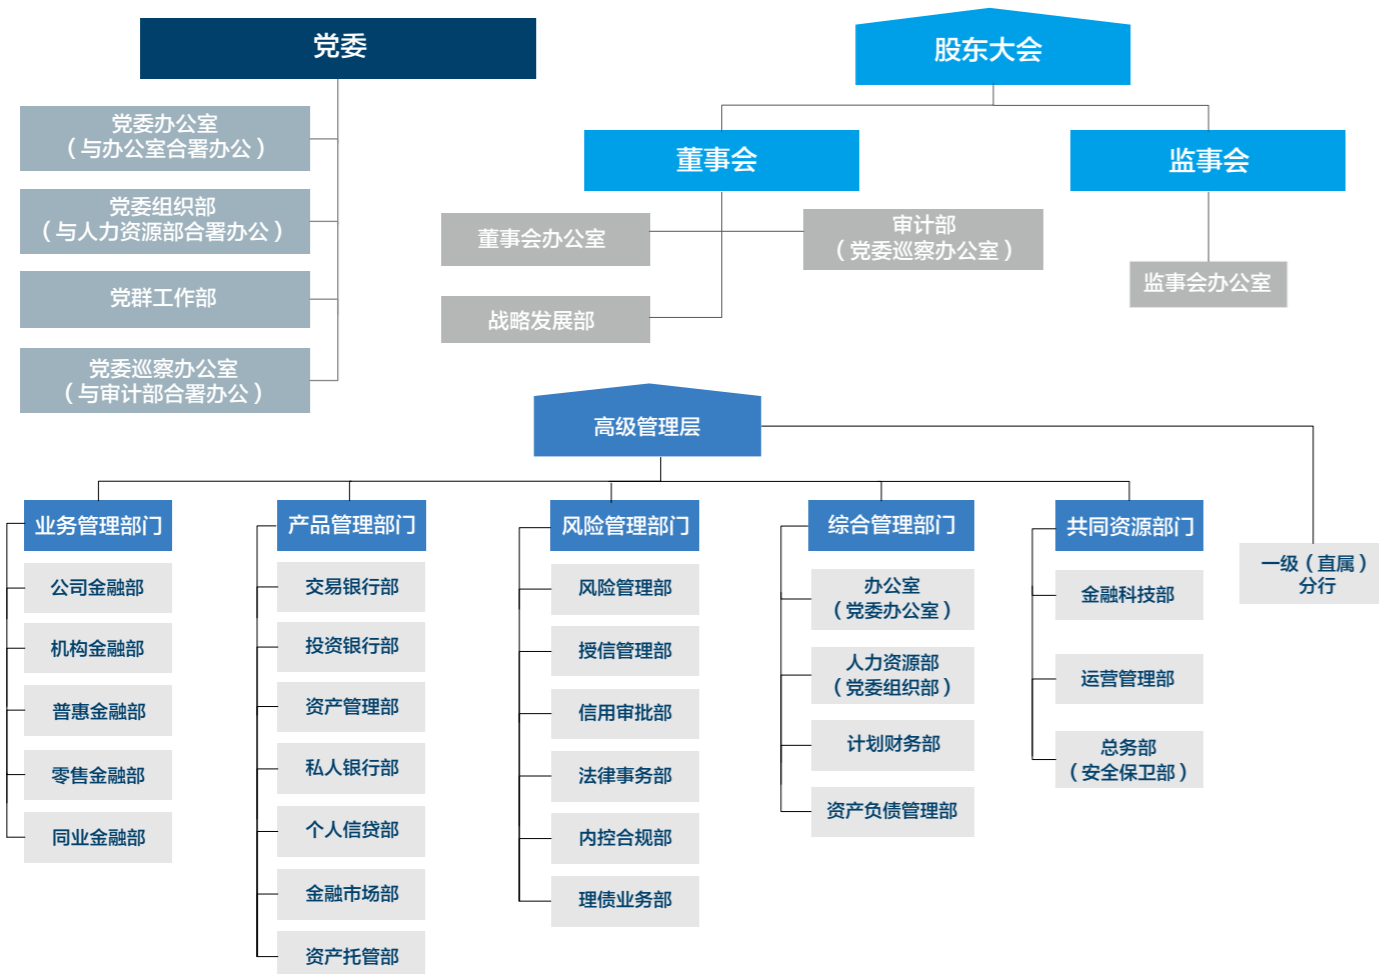 党委
党委办公室
（与办公室合署办公）
党委组织部
（与人力资源部合署办公）
党群工作部
党委巡察办公室
（与审计部合署办公）
股东大会
董事会
监事会
董事会办公室
审计部
（党委巡察办公室）
战略发展部
监事会办公室
高级管理层
业务管理部门
公司金融部
机构金融部
普惠金融部
零售金融部
同业金融部
产品管理部门
交易银行部
投资银行部
资产管理部
私人银行部
个人信贷部
金融市场部
资产托管部
风险管理部门
风险管理部
授信管理部
信用审批部
法律事务部
内控合规部
理债业务部
综合管理部门
办公室
（党委办公室）
人力资源部
（党委组织部）
计划财务部
资产负债管理部
共同资源部门
金融科技部
运营管理部
总务部
（安全保卫部）
一级（直属）
分行